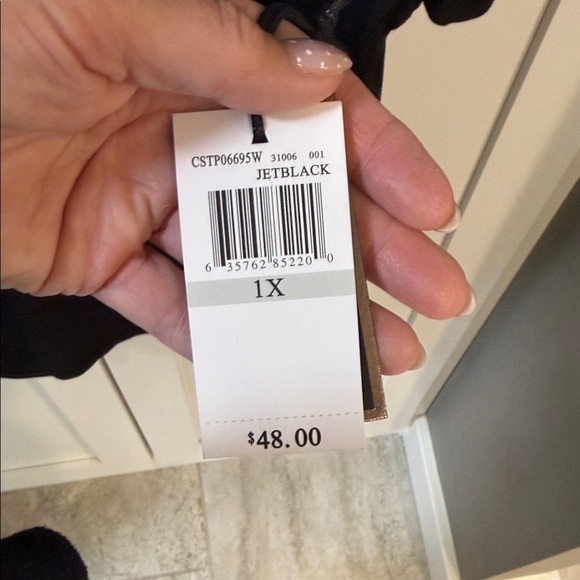 CSTP06695W 31006 001
JETBLACK
6 35762 85220 0
1X
$48.00